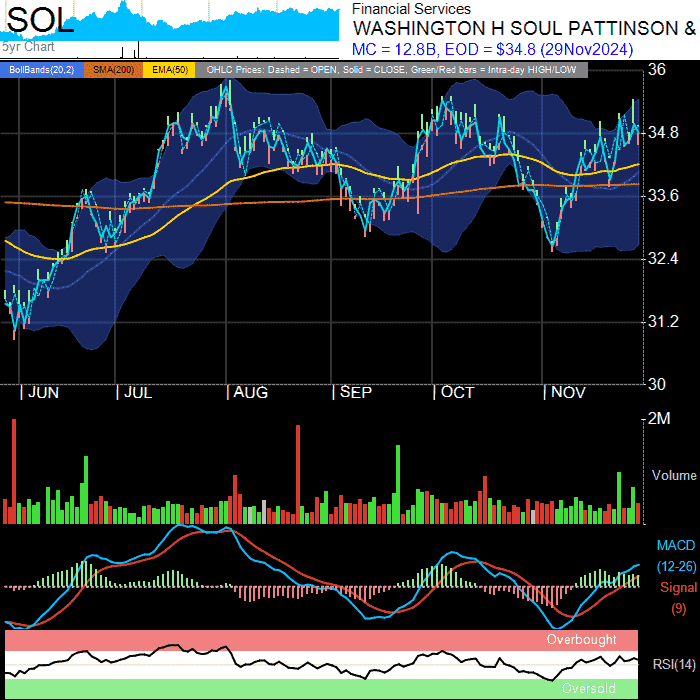 SOL
5yr Chart
Financial Services
WASHINGTON H SOUL PATTINSON &
MC = 12.8B, EOD = $34.8 (29Nov2024)
BollBands(20,2) SMA(200) EMA(50) OHLC Prices: Dashed = OPEN, Solid = CLOSE, Green/Red bars = Intra-day HIGH/LOW
36
34.8
33.6
32.4
31.2
30
JUN JUL AUG SEP OCT NOV
2M
Volume
MACD
(12-26)
Signal
(9)
Overbought
RSI(14)
Oversold